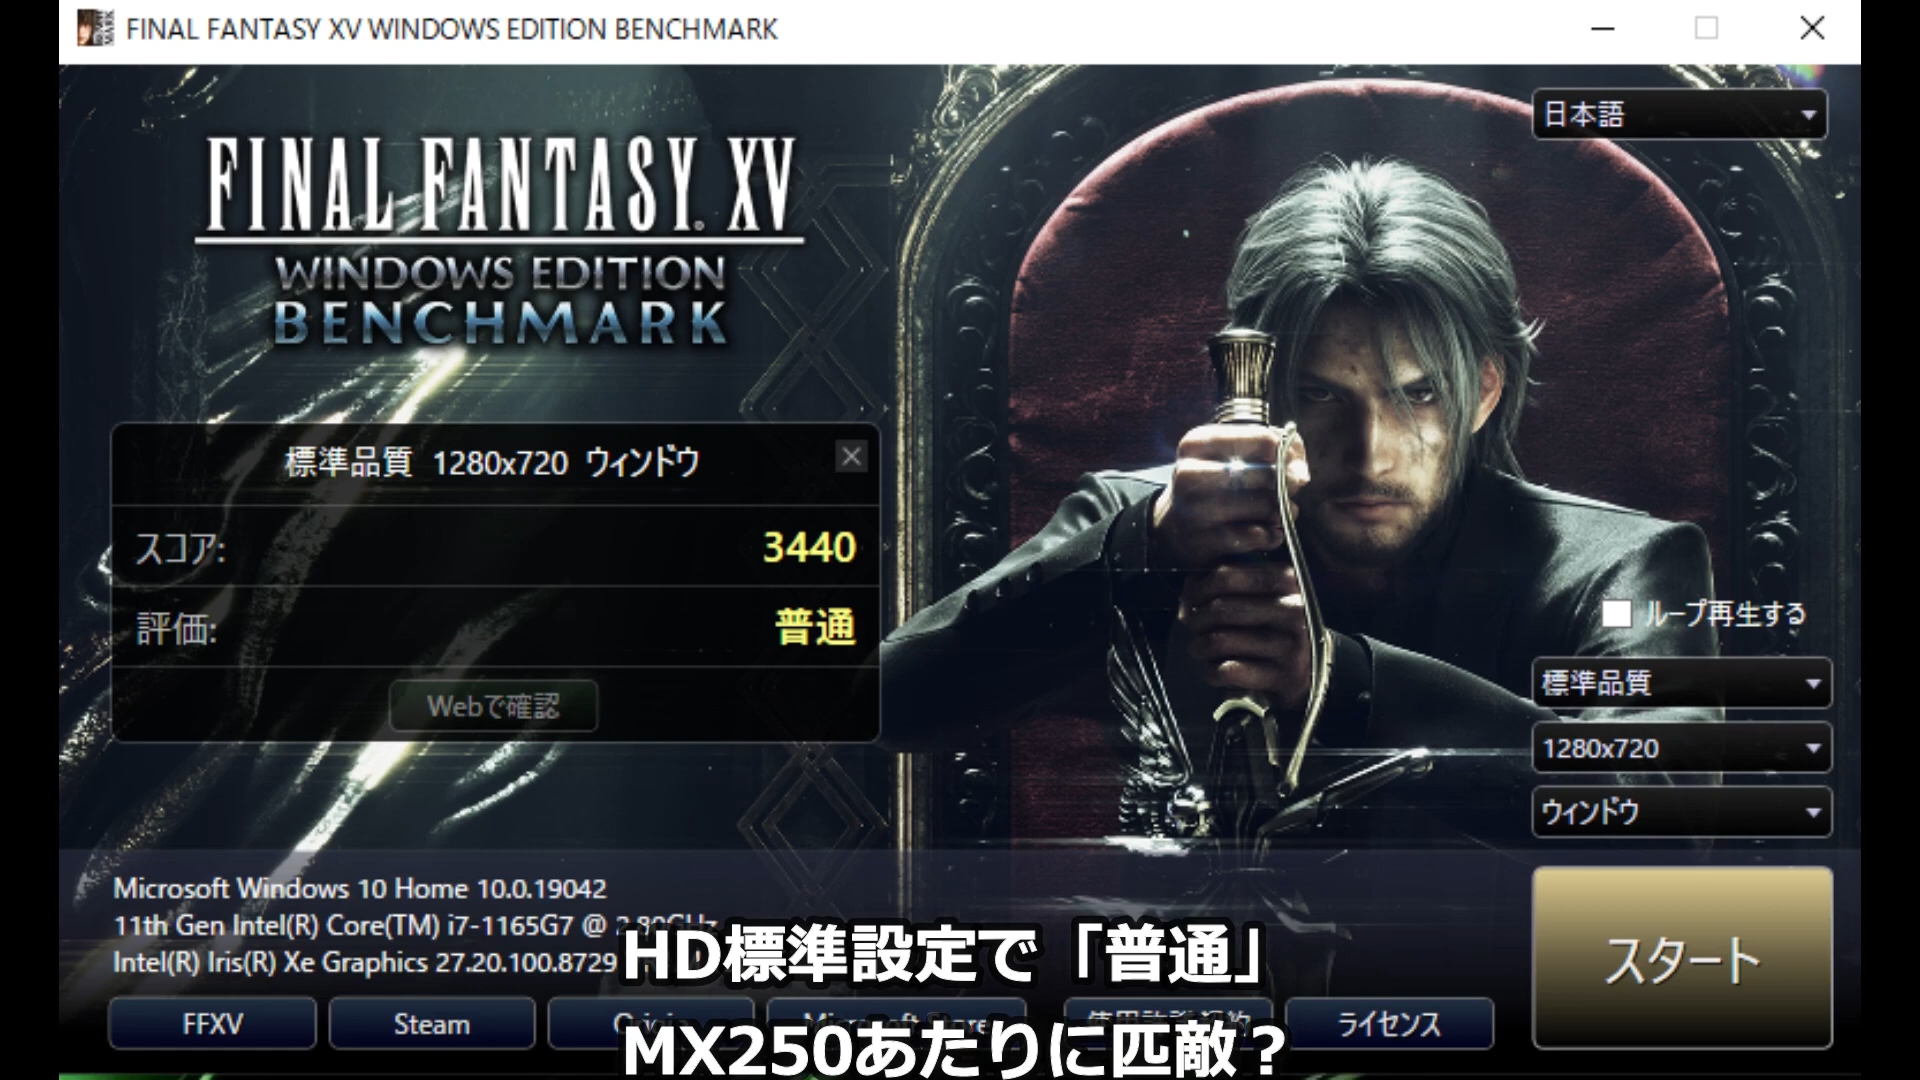 FINAL FANTASY XV WINDOWS EDITION BENCHMARK
日本語
FINAL FANTASY XV
WINDOWS EDITION
BENCHMARK
標準品質 1280x720 ウィンドウ
スコア: 3440
評価: 普通
Webで確認
ループ再生する
標準品質
1280x720
ウィンドウ
スタート
Microsoft Windows 10 Home 10.0.19042
11th Gen Intel(R) Core(TM) i7-1165G7 @ 2.80GHz
Intel(R) Iris(R) Xe Graphics 27.20.100.8729
HD標準設定で「普通」
FFXV
Steam
ライセンス
MX250あたりに匹敵？